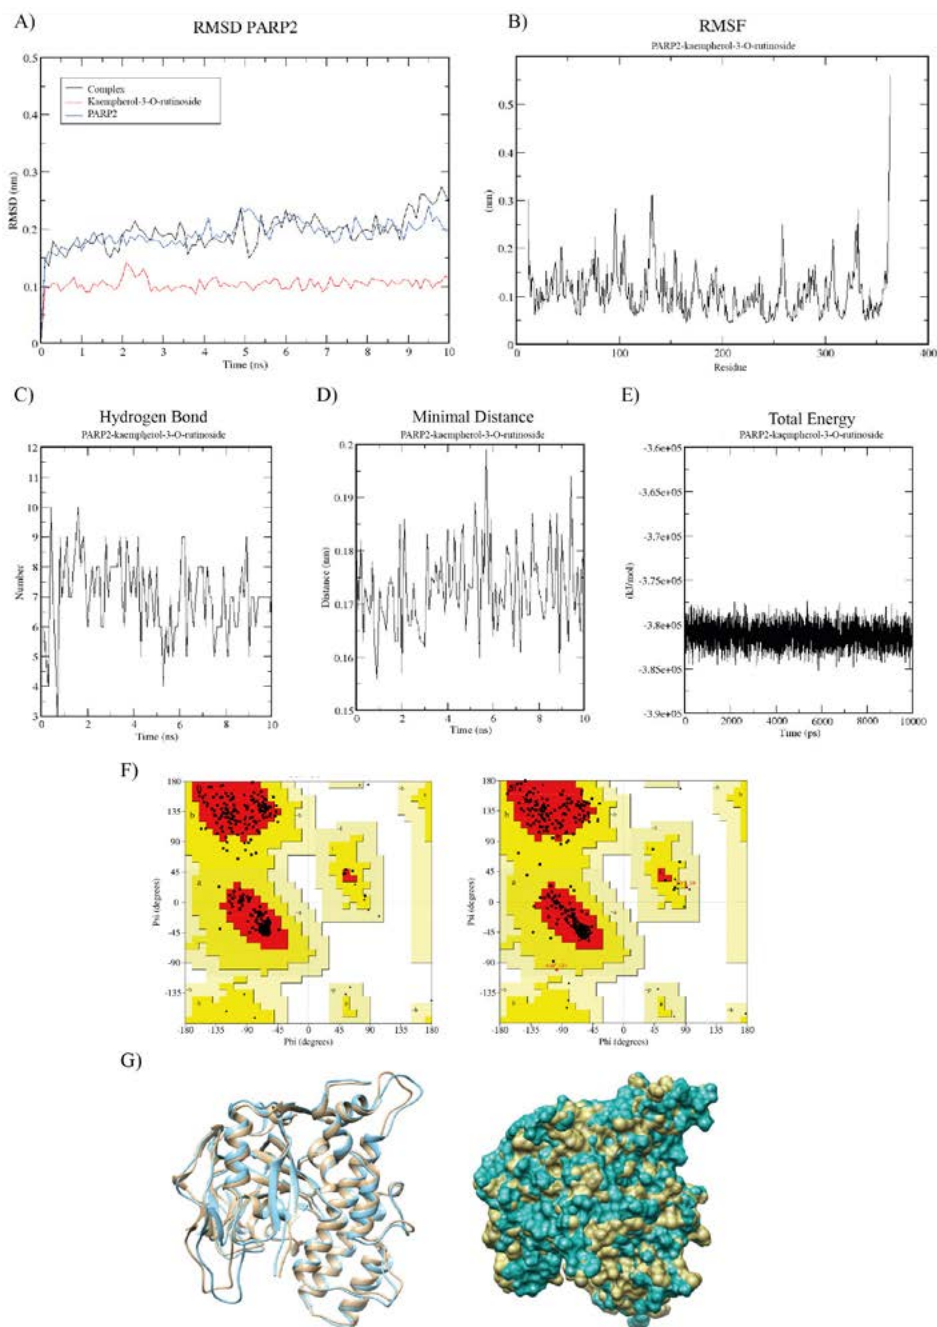 A)
RMSD PARP2
0.5
0.4
0.3
0.2
0.1
0
RMSD (nm)
Complex
Kaempherol-3-O-rutinoside
PARP2
0 1 2 3 4 5 6 7 8 9 10
Time (ns)
B)
RMSF
PARP2-kaempherol-3-O-rutinoside
0.5
0.4
0.3
0.2
0.1
0
(nm)
0 100 200 300 400
Residue
C)
Hydrogen Bond
PARP2-kaempherol-3-O-rutinoside
12
11
10
9
8
7
6
5
4
3
Number
0 2 4 6 8 10
Time (ns)
D)
Minimal Distance
PARP2-kaempherol-3-O-rutinoside
0.2
0.19
0.18
0.17
0.16
0.15
Distance (nm)
0 2 4 6 8 10
Time (ns)
E)
Total Energy
PARP2-kaempherol-3-O-rutinoside
-3.6e+05
-3.65e+05
-3.7e+05
-3.75e+05
-3.8e+05
-3.85e+05
-3.9e+05
(kJ/mol)
0 2000 4000 6000 8000 10000
Time (ps)
F)
180
135
90
45
0
-45
-90
-135
Psi (degrees)
-180 -135 -90 -45 0 45 90 135 180
Phi (degrees)
180
135
90
45
0
-45
-90
-135
Psi (degrees)
-180 -135 -90 -45 0 45 90 135 180
Phi (degrees)
G)